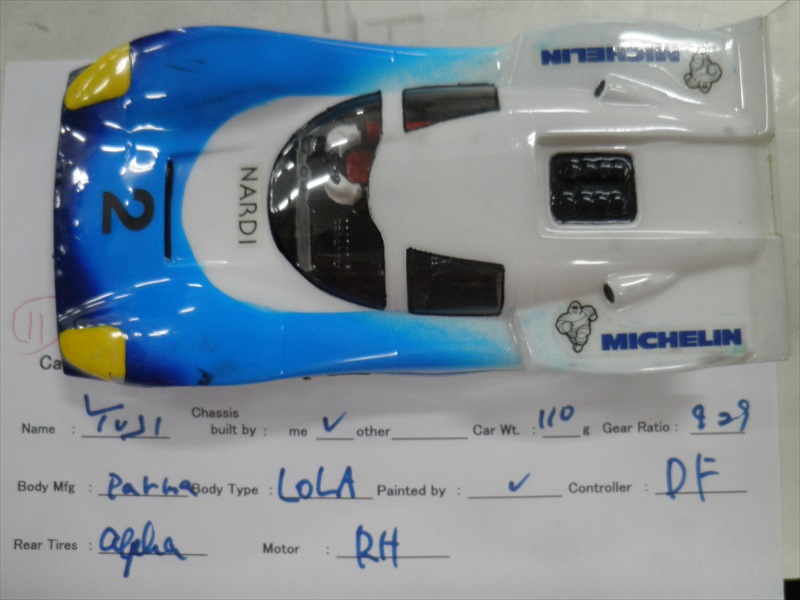 MICHELIN
NARDI
2
MICHELIN
11
Ca
Name : YUJI Chassis built by : me ✓ other Car Wt. : 110 g Gear Ratio : 9 29
Body Mfg : Parma Body Type : LOLA Painted by : ✓ Controller : DF
Rear Tires : alpha Motor : RH